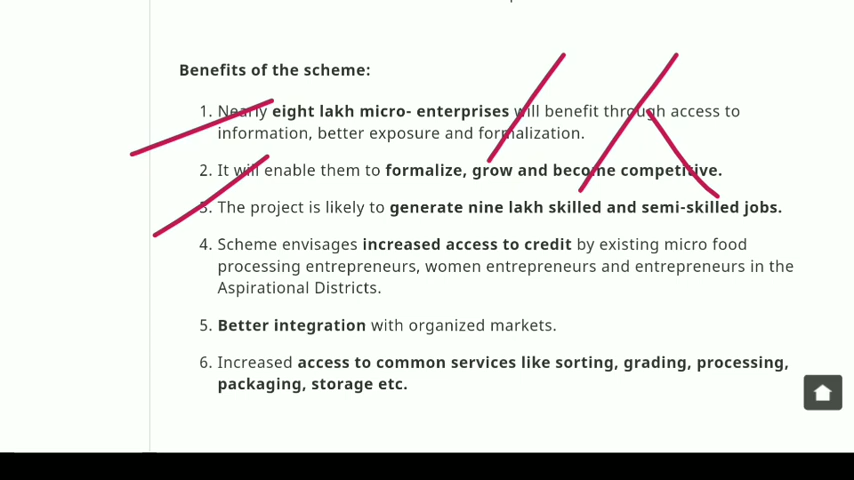 Benefits of the scheme:
1. Nearly eight lakh micro- enterprises will benefit through access to
information, better exposure and formalization.
2. It will enable them to formalize, grow and become competitive.
3. The project is likely to generate nine lakh skilled and semi-skilled jobs.
4. Scheme envisages increased access to credit by existing micro food
processing entrepreneurs, women entrepreneurs and entrepreneurs in the
Aspirational Districts.
5. Better integration with organized markets.
6. Increased access to common services like sorting, grading, processing,
packaging, storage etc.